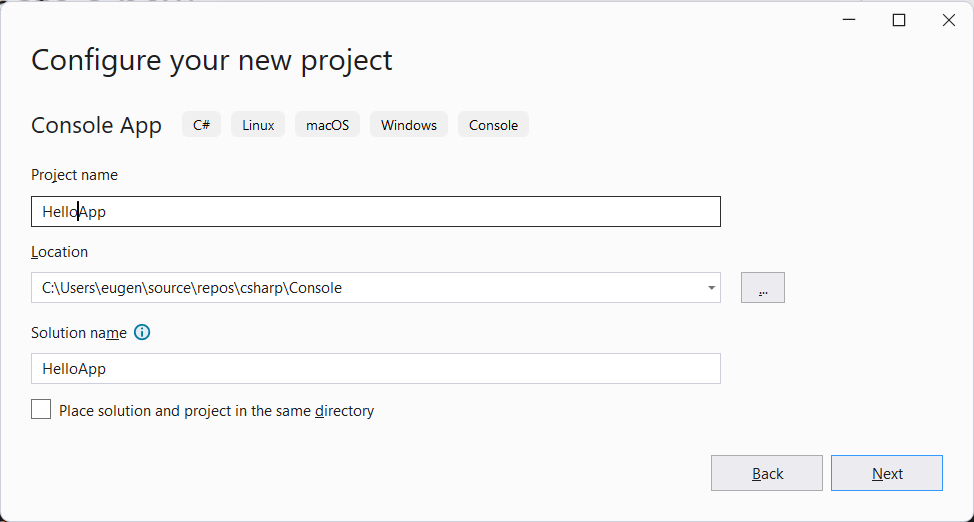 Configure your new project
Console App C# Linux macOS Windows Console
Project name
HelloApp
Location
C:\Users\eugen\source\repos\csharp\Console
...
Solution name
HelloApp
Place solution and project in the same directory
Back Next